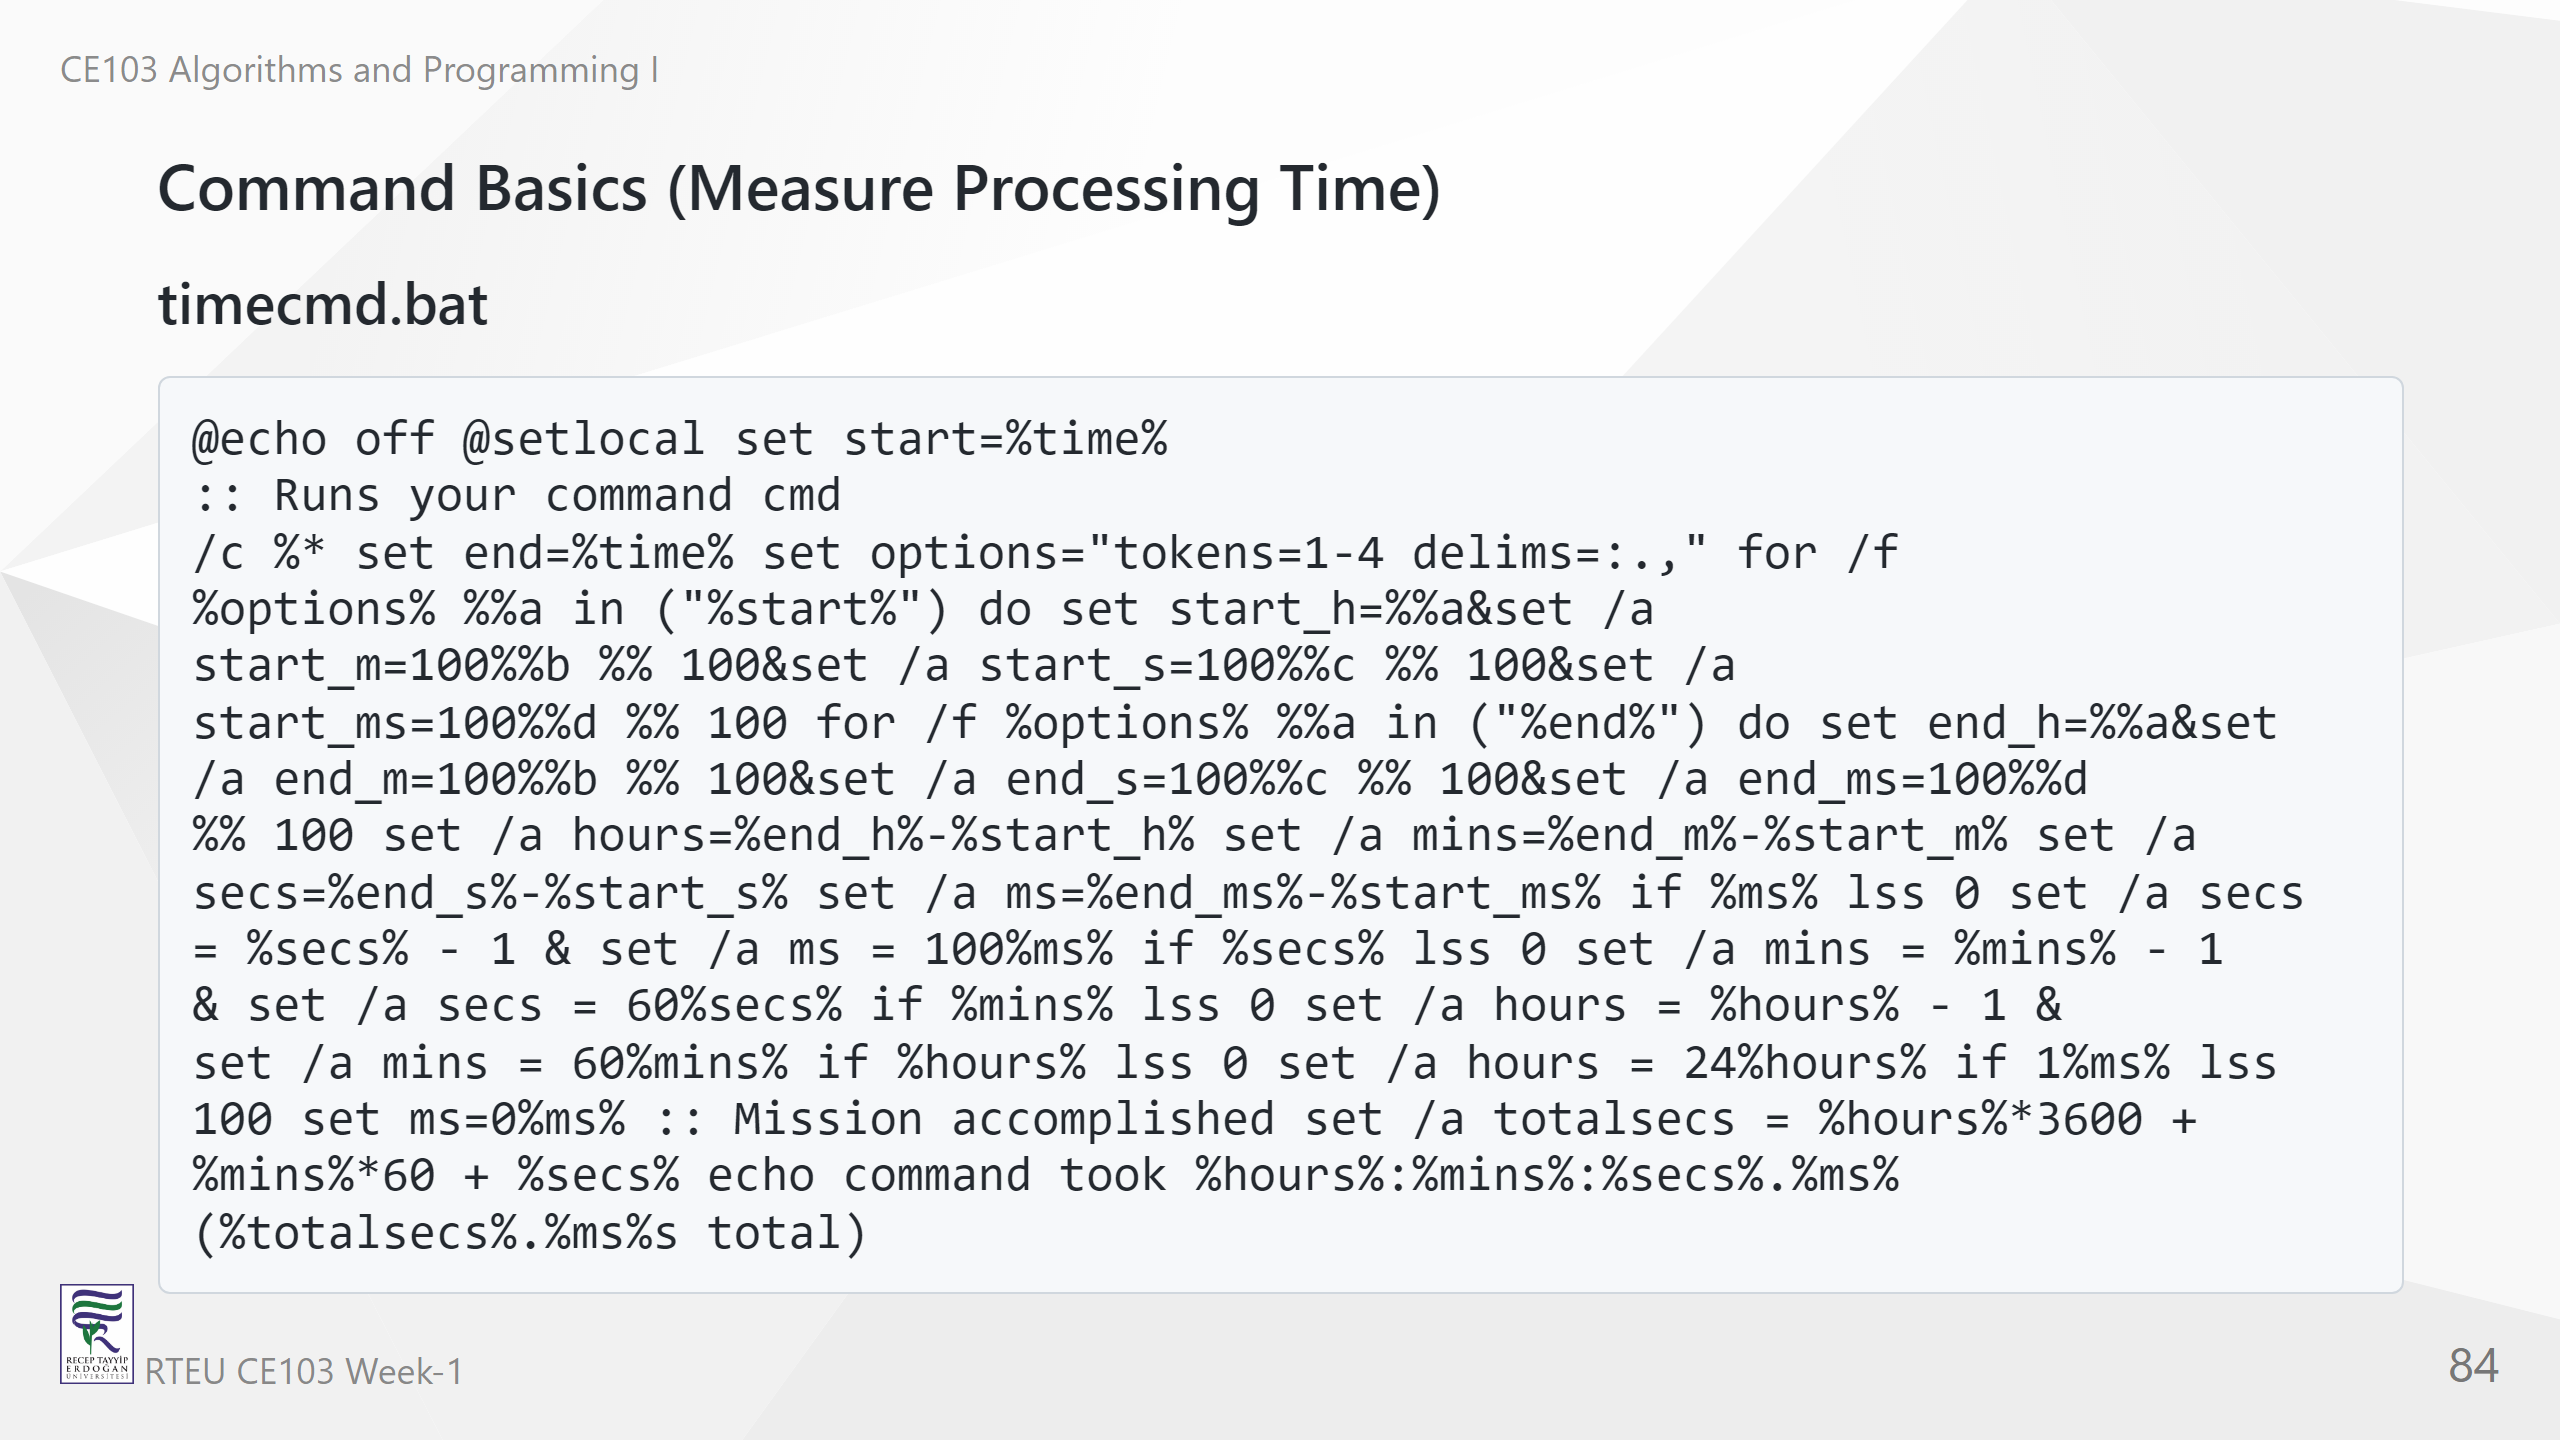 CE103 Algorithms and Programming I
Command Basics (Measure Processing Time)
timecmd.bat
@echo off @setlocal set start=%time%
:: Runs your command cmd
/c %* set end=%time% set options="tokens=1-4 delims=:.," for /f
%options% %%a in ("%start%") do set start_h=%%a&set /a
start_m=100%%b %% 100&set /a start_s=100%%c %% 100&set /a
start_ms=100%%d %% 100 for /f %options% %%a in ("%end%") do set end_h=%%a&set
/a end_m=100%%b %% 100&set /a end_s=100%%c %% 100&set /a end_ms=100%%d
%% 100 set /a hours=%end_h%-%start_h% set /a mins=%end_m%-%start_m% set /a
secs=%end_s%-%start_s% set /a ms=%end_ms%-%start_ms% if %ms% lss 0 set /a secs
= %secs% - 1 & set /a ms = 100%ms% if %secs% lss 0 set /a mins = %mins% - 1
& set /a secs = 60%secs% if %mins% lss 0 set /a hours = %hours% - 1 &
set /a mins = 60%mins% if %hours% lss 0 set /a hours = 24%hours% if 1%ms% lss
100 set ms=0%ms% :: Mission accomplished set /a totalsecs = %hours%*3600 +
%mins%*60 + %secs% echo command took %hours%:%mins%:%secs%.%ms%
(%totalsecs%.%ms%s total)
RECEP TAYYİP
ERDOĞAN
ÜNİVERSİTESİ
RTEU CE103 Week-1
84